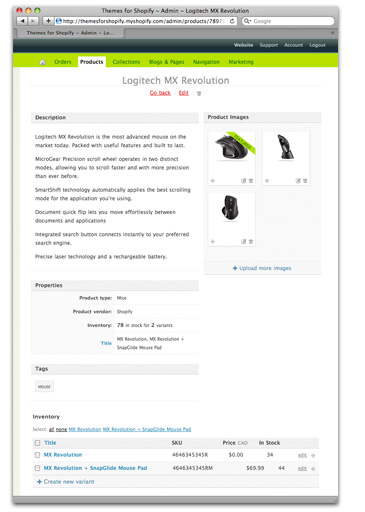 Themes for Shopify ~ Admin ~ Logitech MX Revolution
http://themesforshopify.myshopify.com/admin/products/7897
Google
Themes for Shopify ~ Admin ~ Lo...
Website Support Account Logout
Orders Products Collections Blogs & Pages Navigation Marketing
Logitech MX Revolution
Go back Edit
Description
Logitech MX Revolution is the most advanced mouse on the
market today. Packed with useful features and built to last.
MicroGear Precision scroll wheel operates in two distinct
modes, allowing you to scroll faster and with more precision
than ever before.
SmartShift technology automatically applies the best scrolling
mode for the application you're using.
Document quick flip lets you move effortlessly between
documents and applications
Integrated search button connects instantly to your preferred
search engine.
Precise laser technology and a rechargeable battery.
Product Images
+ Upload more images
Properties
Product type: Mice
Product vendor: Shopify
Inventory: 78 in stock for 2 variants
Title MX Revolution, MX Revolution +
SnapGlide Mouse Pad
Tags
MOUSE
Inventory
Select: all none MX Revolution MX Revolution + SnapGlide Mouse Pad
Title SKU Price CAD In Stock
MX Revolution 4646345345R $0.00 34 edit
MX Revolution + SnapGlide Mouse Pad 4646345345RM $69.99 44 edit
+ Create new variant